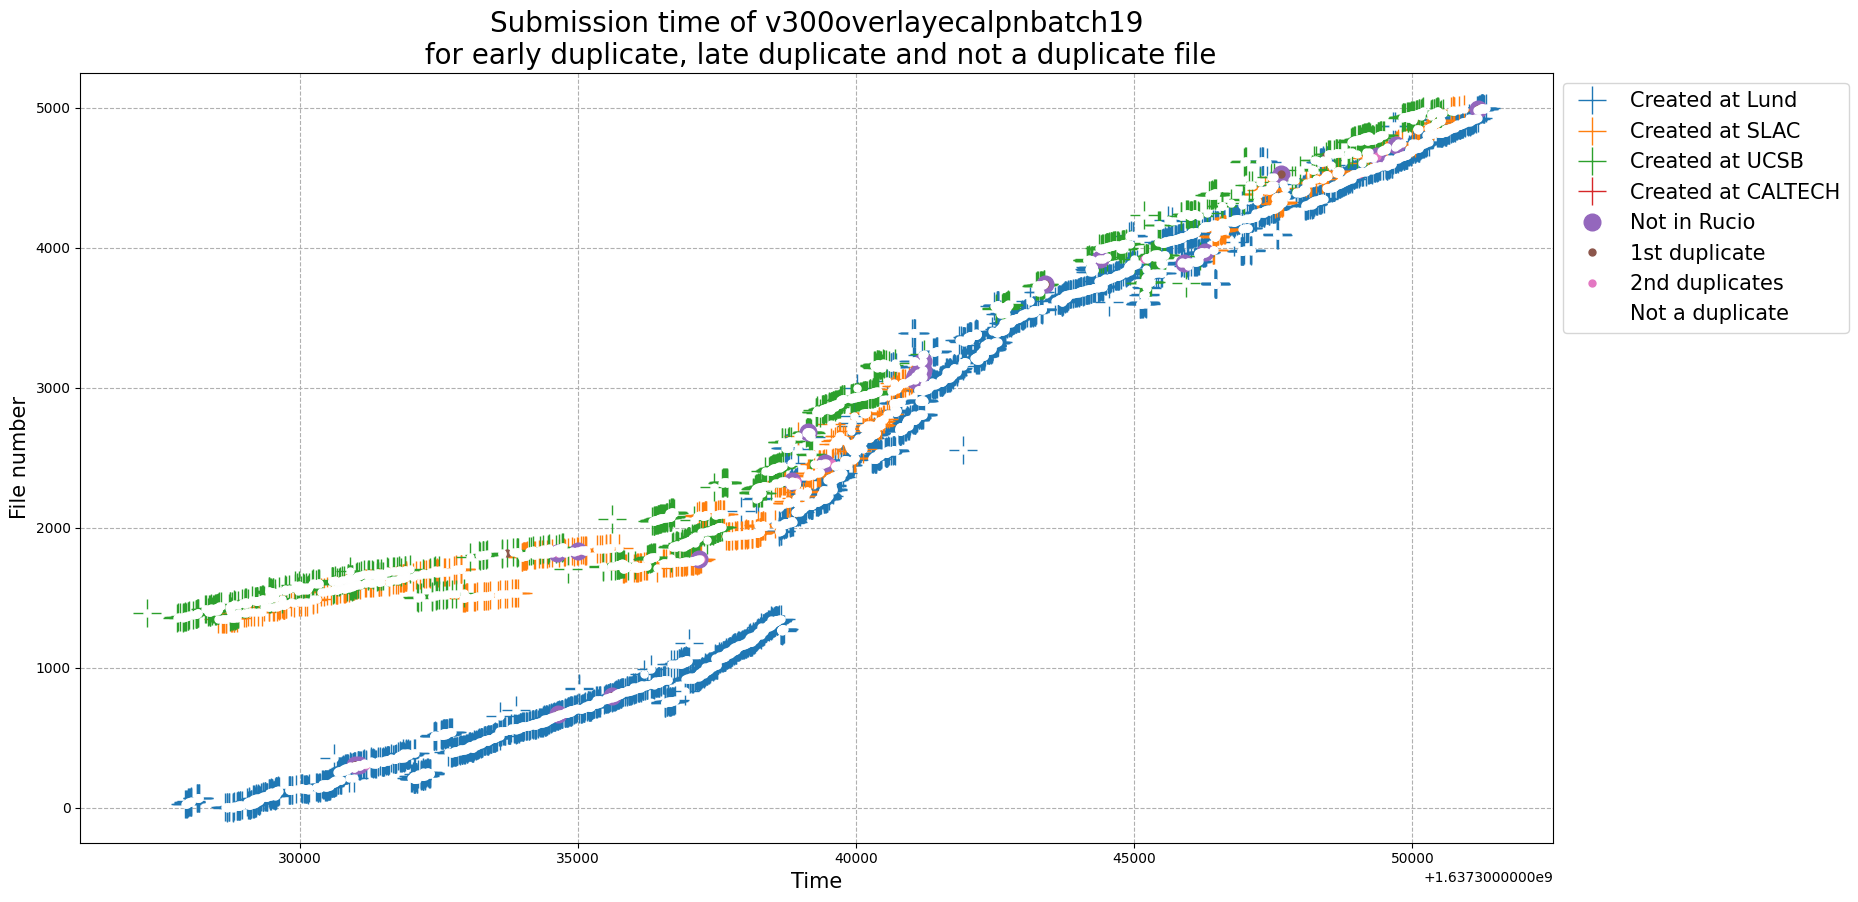 Submission time of v300overlayecalpnbatch19
for early duplicate, late duplicate and not a duplicate file
Created at Lund
Created at SLAC
Created at UCSB
Created at CALTECH
Not in Rucio
1st duplicate
2nd duplicates
Not a duplicate
File number
5000
4000
3000
2000
1000
0
30000 35000 40000 45000 50000
+1.6373000000e9
Time